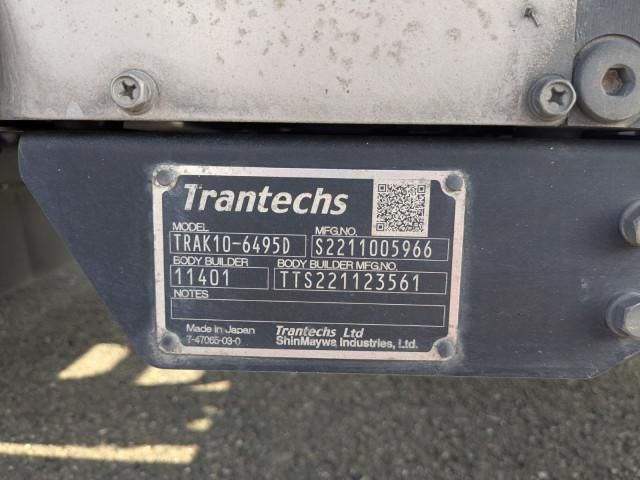 Trantechs
MODEL MFG.NO.
TRAK10-6495D S2211005966
BODY BUILDER BODY BUILDER MFG.NO.
11401 TTS221123561
NOTES
Made in Japan Trantechs Ltd
7-47065-03-0 ShinMaywa Industries, Ltd.